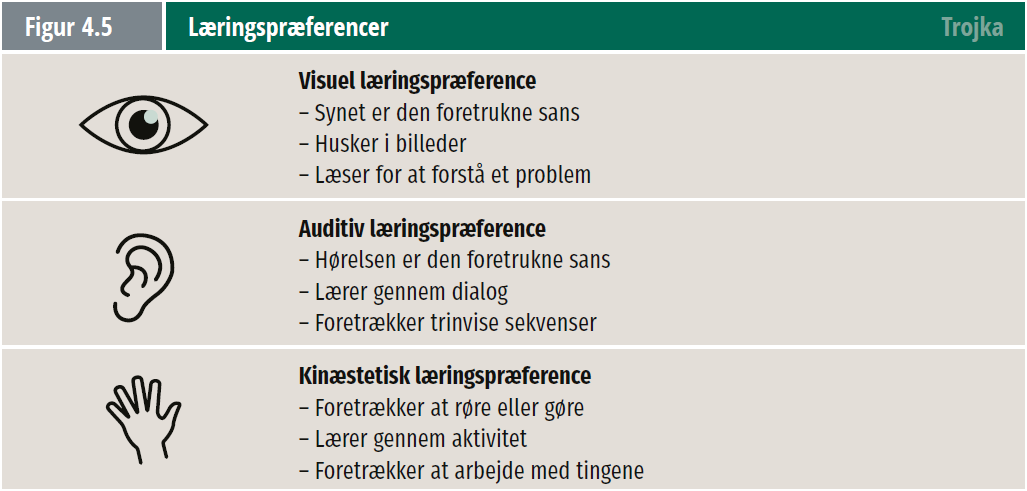 Figur 4.5
Læringspræferencer
Trojka
Visuel læringspræference
– Synet er den foretrukne sans
– Husker i billeder
– Læser for at forstå et problem
Auditiv læringspræference
– Hørelsen er den foretrukne sans
– Lærer gennem dialog
– Foretrækker trinvise sekvenser
Kinæstetisk læringspræference
– Foretrækker at røre eller gøre
– Lærer gennem aktivitet
– Foretrækker at arbejde med tingene